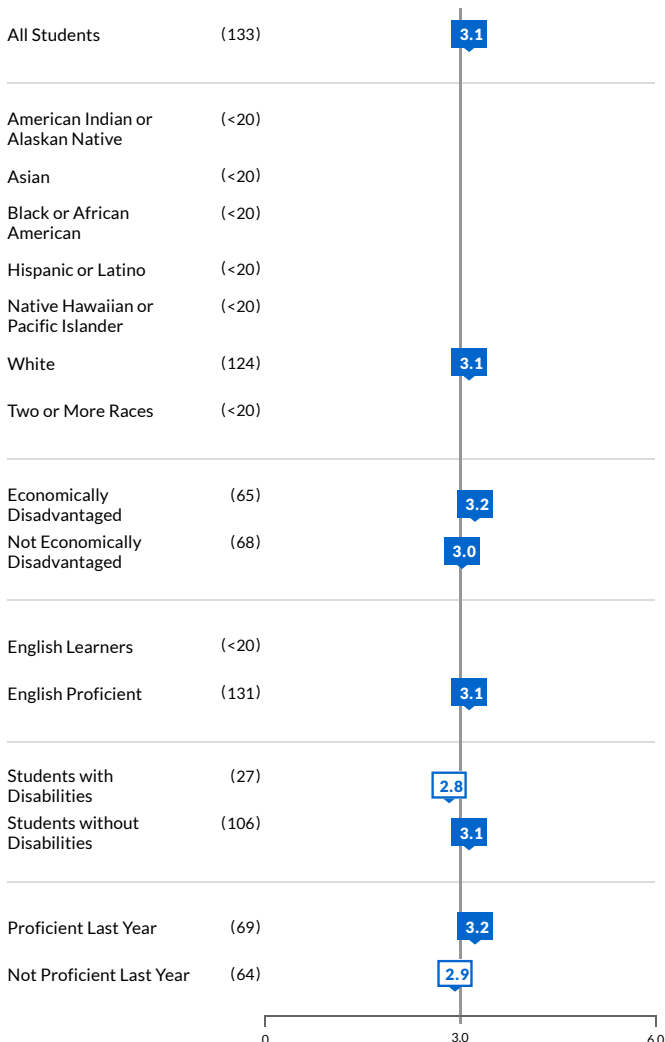 All Students (133) 3.1
American Indian or (<20)
Alaskan Native
Asian (<20)
Black or African (<20)
American
Hispanic or Latino (<20)
Native Hawaiian or (<20)
Pacific Islander
White (124) 3.1
Two or More Races (<20)
Economically (65) 3.2
Disadvantaged
Not Economically (68) 3.0
Disadvantaged
English Learners (<20)
English Proficient (131) 3.1
Students with (27) 2.8
Disabilities
Students without (106) 3.1
Disabilities
Proficient Last Year (69) 3.2
Not Proficient Last Year (64) 2.9
0 3.0 6.0